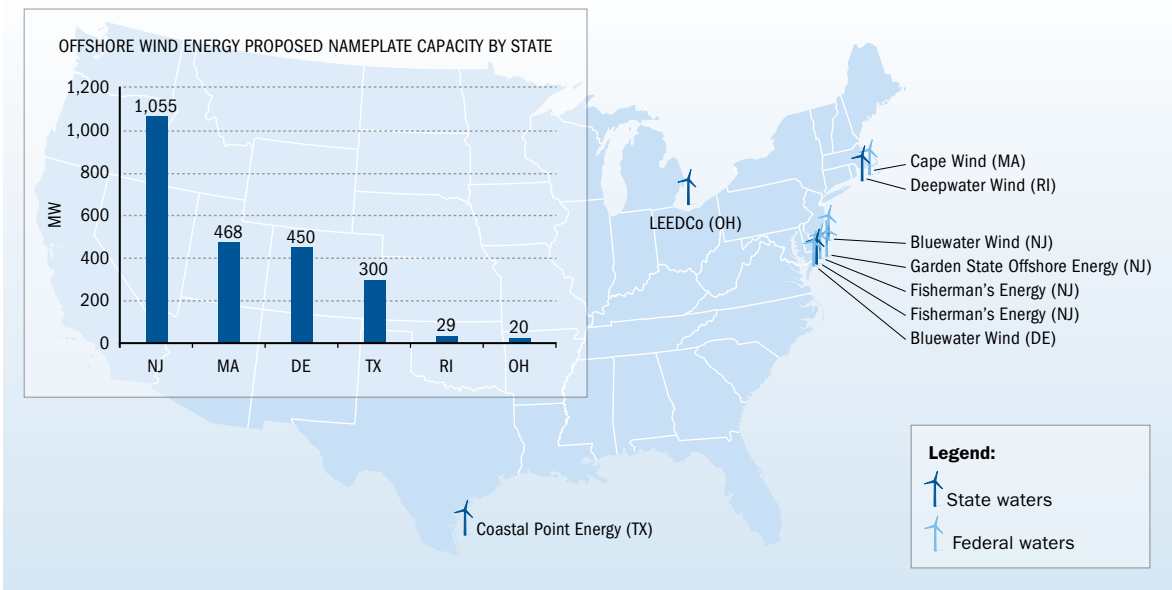 OFFSHORE WIND ENERGY PROPOSED NAMEPLATE CAPACITY BY STATE
MW
1,200
1,000
800
600
400
200
0
1,055
468
450
300
29
20
NJ MA DE TX RI OH
LEEDCo (OH)
Cape Wind (MA)
Deepwater Wind (RI)
Bluewater Wind (NJ)
Garden State Offshore Energy (NJ)
Fisherman's Energy (NJ)
Fisherman's Energy (NJ)
Bluewater Wind (DE)
Coastal Point Energy (TX)
Legend:
State waters
Federal waters